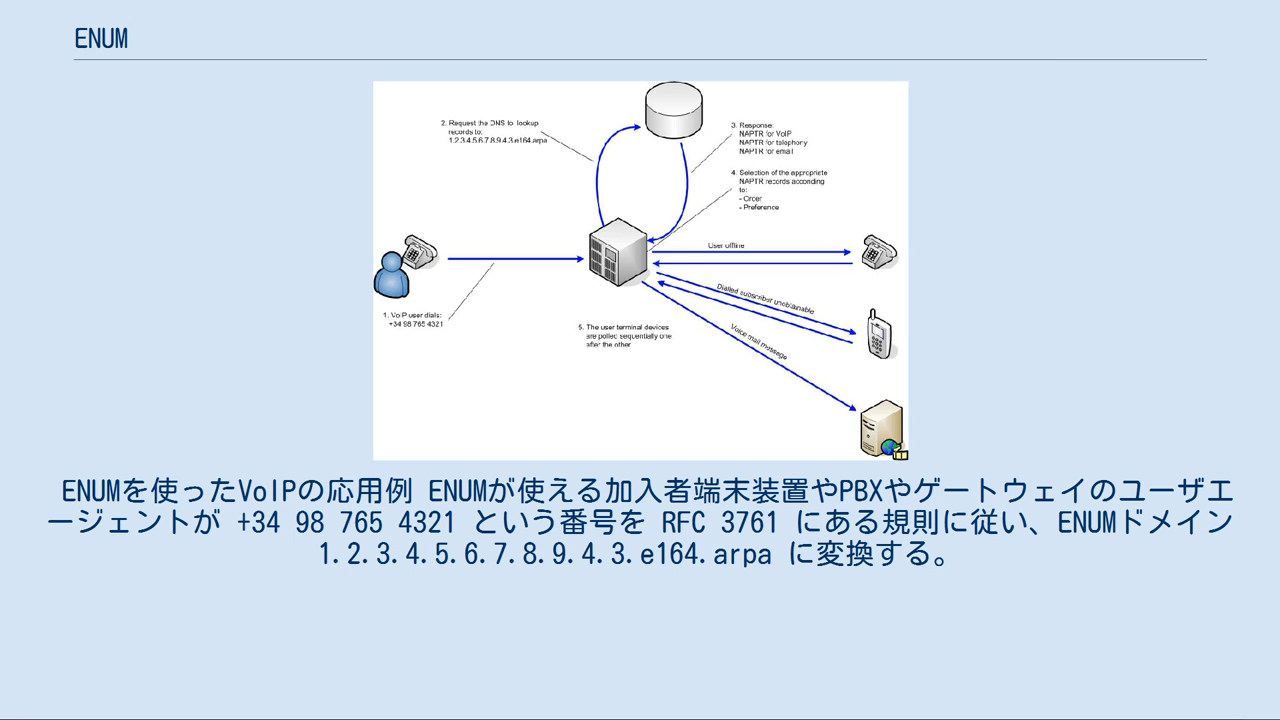 ENUM
2. Request the DNS to lookup
records to:
1.2.3.4.5.6.7.8.9.4.3.e164.arpa
3. Response:
NAPTR for VoIP
NAPTR for telephony
NAPTR for email
4. Selection of the appropriate
NAPTR records according
to:
- Order
- Preference
User offline
Dialled subscriber unobtainable
Voice mail message
1. VoIP user dials:
+34 98 765 4321
5. The user terminal devices
are polled sequentially one
after the other
ENUMを使ったVoIPの応用例 ENUMが使える加入者端末装置やPBXやゲートウェイのユーザエ
ージェントが +34 98 765 4321 という番号を RFC 3761 にある規則に従い、ENUMドメイン
1.2.3.4.5.6.7.8.9.4.3.e164.arpa に変換する。